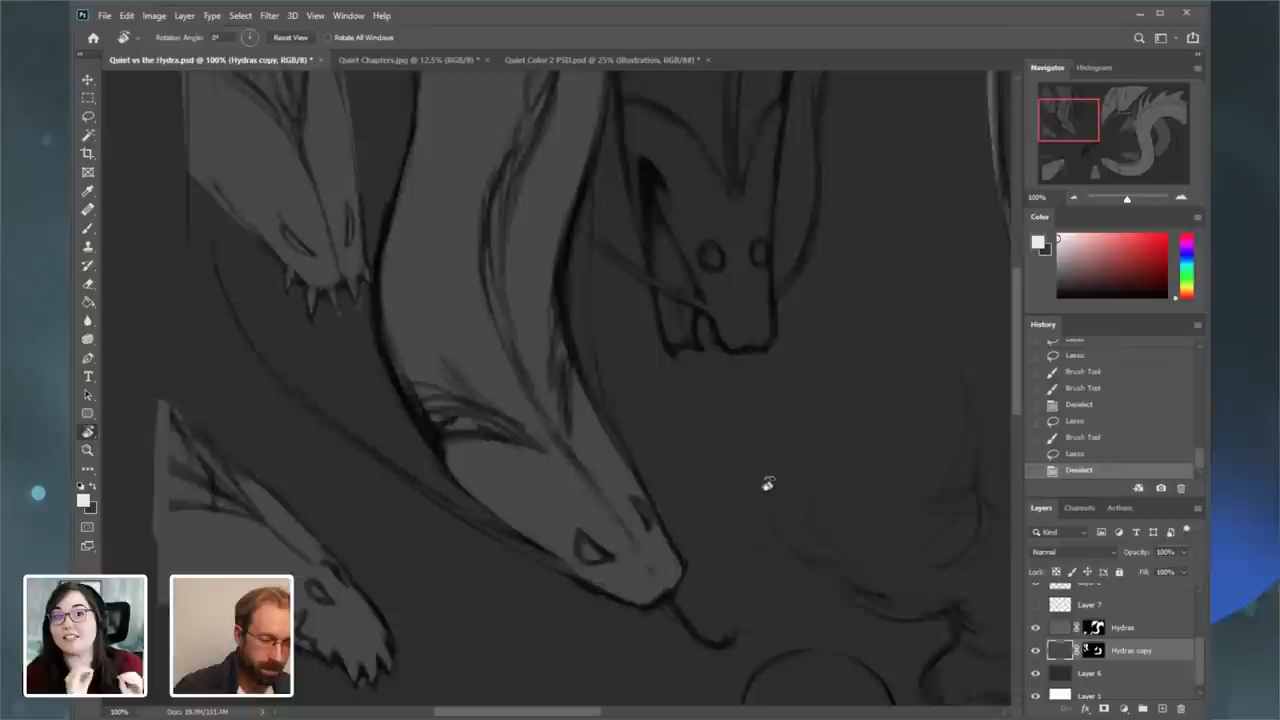 Ps File Edit Image Layer Type Select Filter 3D View Window Help
Rotation Angle: 0° Reset View Rotate All Windows
Quiet vs the Hydra.psd @ 100% (Hydras copy, RGB/8) * × Quiet Chapters.jpg @ 12.5% (RGB/8) * × Quiet Color 2 PSD.psd @ 25% (Illustration, RGB/8#) * ×
Navigator Histogram
100%
Color
History
Lasso
Lasso
Brush Tool
Brush Tool
Deselect
Lasso
Brush Tool
Lasso
Deselect
Layers Channels Actions
Kind
Normal Opacity: 100%
Lock: Fill: 100%
Layer 7
Hydras
Hydras copy
Layer 6
Layer 1
100%